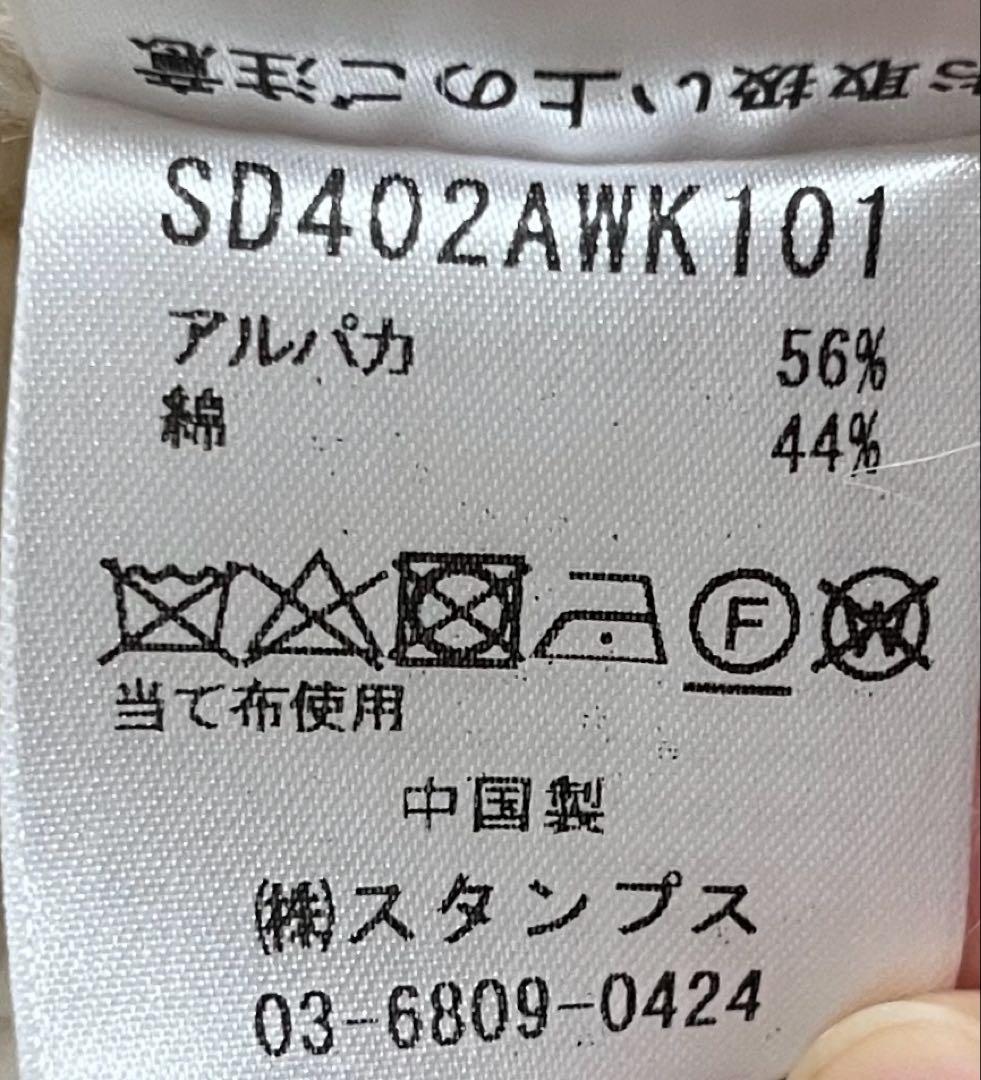 お取扱い上のご注意
SD402AWK101
アルパカ 56%
綿 44%
F W
当て布使用
中国製
㈱スタンプス
03-6809-0424